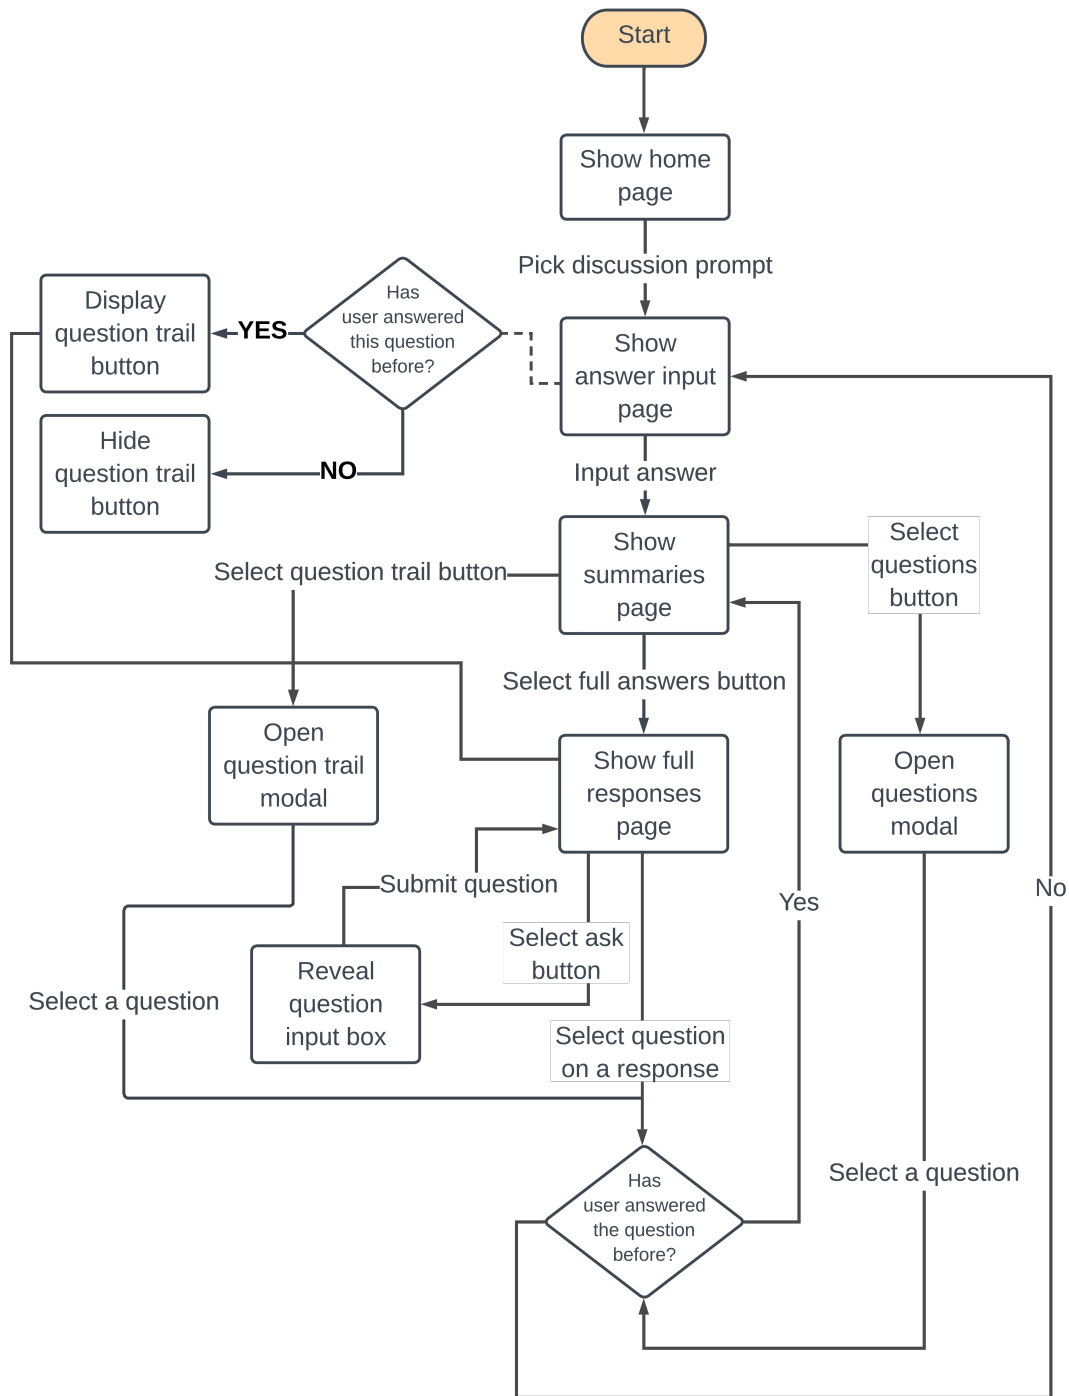 Start
Show home
page
Pick discussion prompt
Has
user answered
this question
before?
YES
Display
question trail
button
NO
Hide
question trail
button
Show
answer input
page
Input answer
Show
summaries
page
Select question trail button
Select
questions
button
Select full answers button
Open
question trail
modal
Show full
responses
page
Open
questions
modal
Submit question
Select ask
button
Yes
No
Reveal
question
input box
Select a question
Select question
on a response
Has
user answered
the question
before?
Select a question